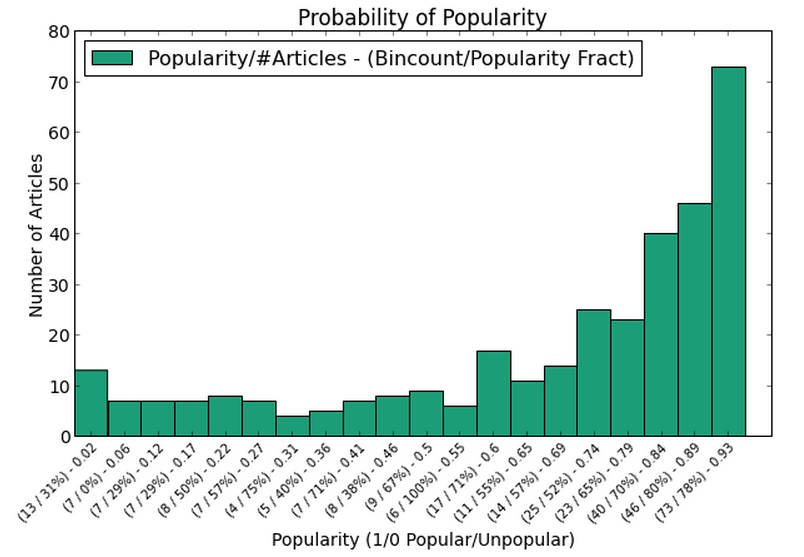 Probability of Popularity
Popularity/#Articles - (Bincount/Popularity Fract)
80
70
60
50
40
30
20
10
0
Number of Articles
(13 / 31%) - 0.02
(7 / 0%) - 0.06
(7 / 29%) - 0.12
(7 / 29%) - 0.17
(8 / 50%) - 0.22
(7 / 57%) - 0.27
(4 / 75%) - 0.31
(5 / 40%) - 0.36
(7 / 71%) - 0.41
(8 / 38%) - 0.46
(9 / 67%) - 0.5
(6 / 100%) - 0.55
(17 / 71%) - 0.6
(11 / 55%) - 0.65
(14 / 57%) - 0.69
(25 / 52%) - 0.74
(23 / 65%) - 0.79
(40 / 70%) - 0.84
(46 / 80%) - 0.89
(73 / 78%) - 0.93
Popularity (1/0 Popular/Unpopular)